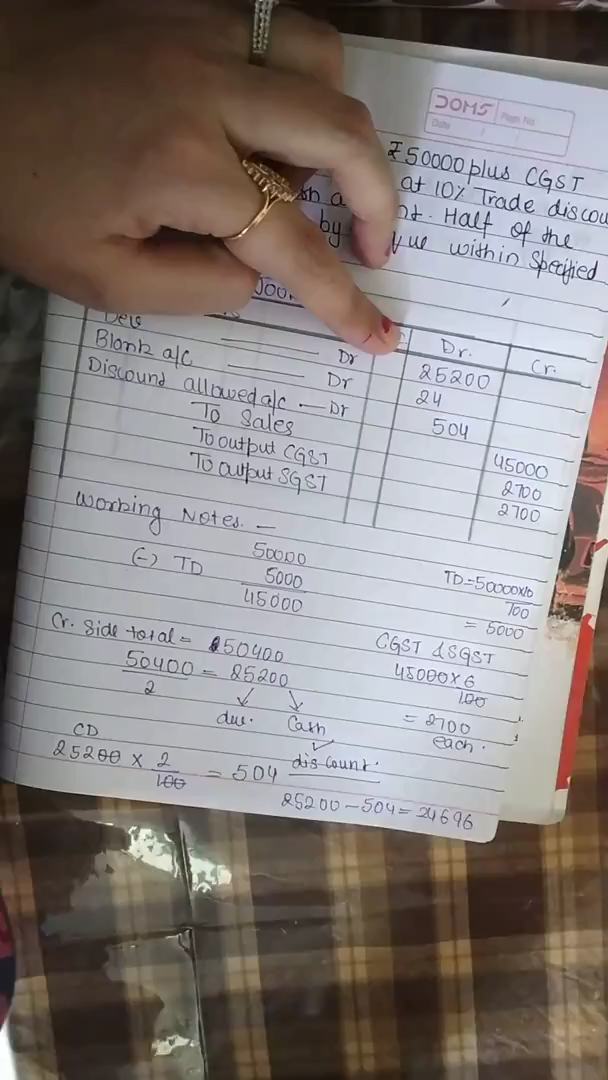 DOMS Page No.
Date
₹50000 plus CGST
at 10% Trade discou
Half of the
by within Specified
Dr. Cr.
Dr 25200
Bank a/c Dr 24
Discount allowed a/c — Dr 504
To Sales 45000
To output CGST 2700
To output SGST 2700
Working Notes. —
50000
(-) TD 5000
45000
TD = 50000x10
100
= 5000
Cr. Side total = 50400
50400 = 25200
2
due. Cash
CGST & SGST
45000 x 6
100
= 2700
each.
CD
25200 x 2 = 504 discount.
100
25200 - 504 = 24696